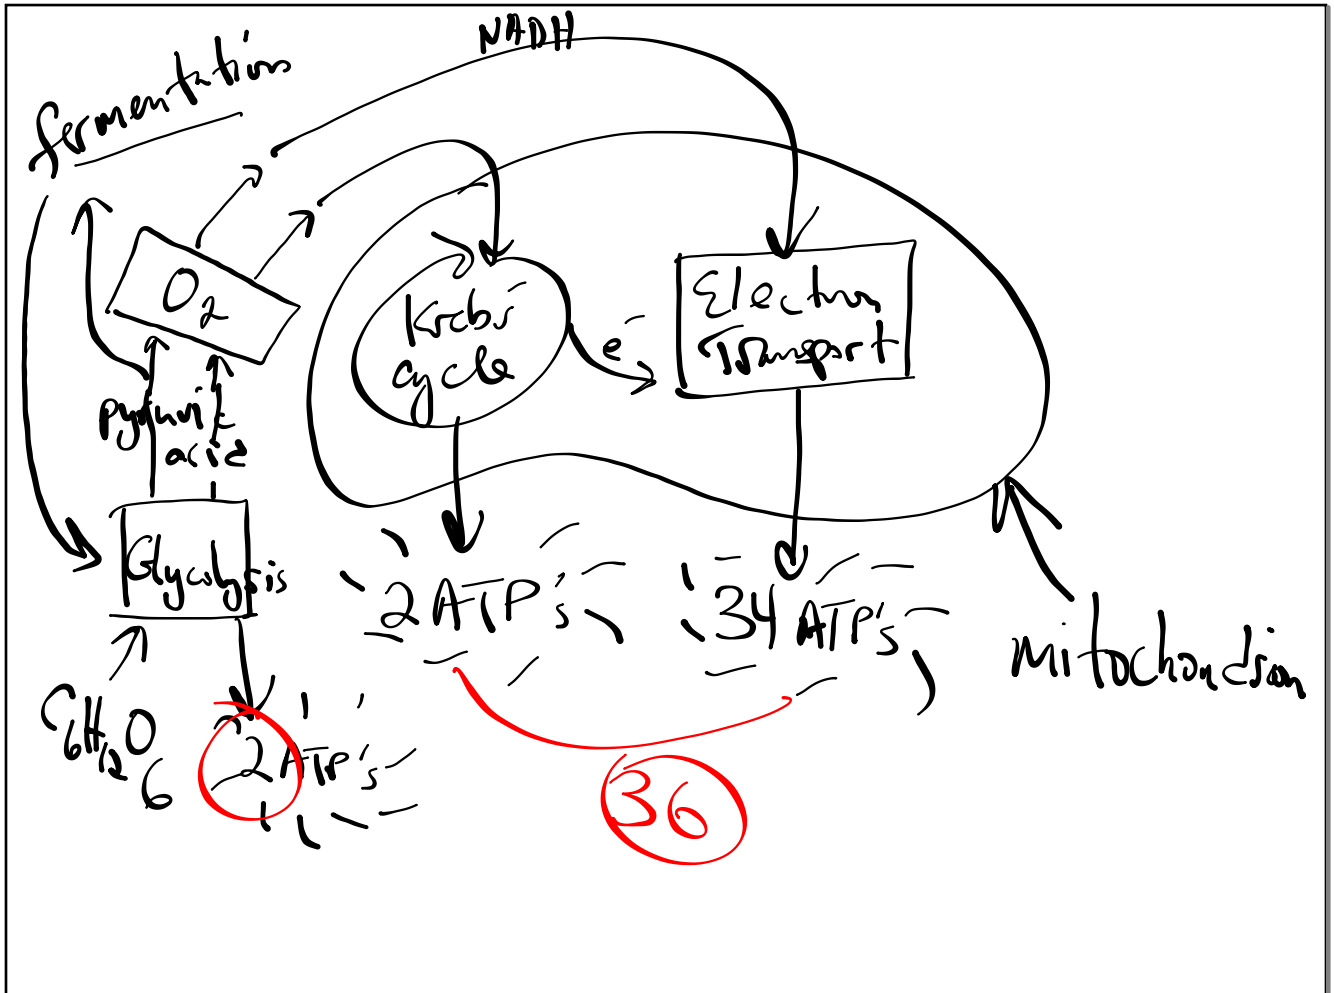 NADH
fermentation
O2
Krebs
cycle
e-
Electron
Transport
pyruvic
acid
Glycolysis
2 ATP's
34 ATP's
mitochondrion
C6H12O6
2 ATP's
36